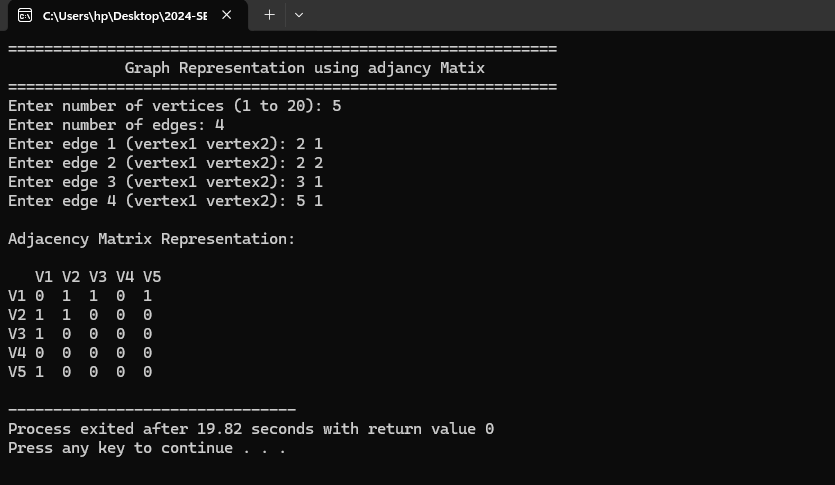 C:\Users\hp\Desktop\2024-SE
============================================================
Graph Representation using adjancy Matix
============================================================
Enter number of vertices (1 to 20): 5
Enter number of edges: 4
Enter edge 1 (vertex1 vertex2): 2 1
Enter edge 2 (vertex1 vertex2): 2 2
Enter edge 3 (vertex1 vertex2): 3 1
Enter edge 4 (vertex1 vertex2): 5 1
Adjacency Matrix Representation:
V1 V2 V3 V4 V5
V1 0 1 1 0 1
V2 1 1 0 0 0
V3 1 0 0 0 0
V4 0 0 0 0 0
V5 1 0 0 0 0
--------------------------------
Process exited after 19.82 seconds with return value 0
Press any key to continue . . .